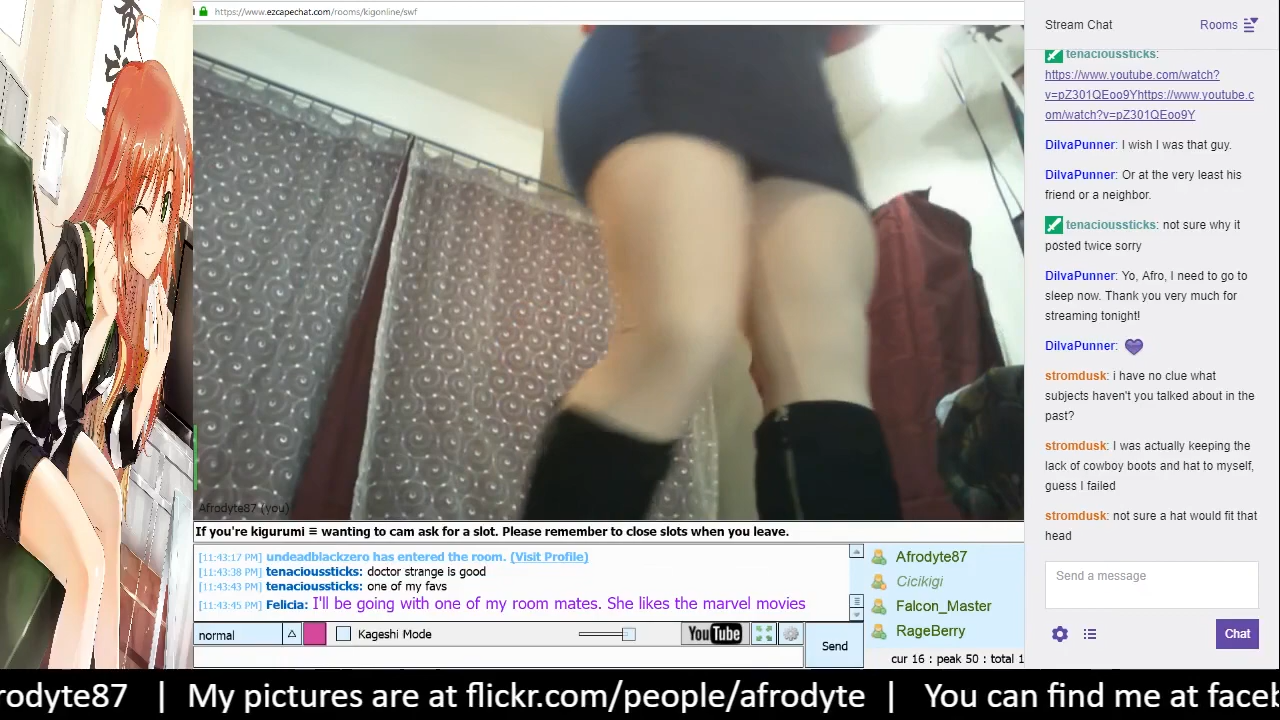 https://www.ezcapechat.com/rooms/kigonline/swf
Afrodyte87 (you)
If you're kigurumi ≡ wanting to cam ask for a slot. Please remember to close slots when you leave.
[11:43:17 PM] undeadblackzero has entered the room. (Visit Profile)
[11:43:38 PM] tenaciousticks: doctor strange is good
[11:43:43 PM] tenaciousticks: one of my favs
[11:43:45 PM] Felicia: I'll be going with one of my room mates. She likes the marvel movies
normal
Kageshi Mode
YouTube
Send
Afrodyte87
Cicikigi
Falcon_Master
RageBerry
cur 16 : peak 50 : total 1
Stream Chat
Rooms
tenaciousticks:
https://www.youtube.com/watch?
v=pZ301QEoo9Yhttps://www.youtube.c
om/watch?v=pZ301QEoo9Y
DilvaPunner: I wish I was that guy.
DilvaPunner: Or at the very least his
friend or a neighbor.
tenaciousticks: not sure why it
posted twice sorry
DilvaPunner: Yo, Afro, I need to go to
sleep now. Thank you very much for
streaming tonight!
DilvaPunner:
stromdusk: i have no clue what
subjects haven't you talked about in the
past?
stromdusk: I was actually keeping the
lack of cowboy boots and hat to myself,
guess I failed
stromdusk: not sure a hat would fit that
head
Send a message
Chat
rodyte87 | My pictures are at flickr.com/people/afrodyte | You can find me at faceb